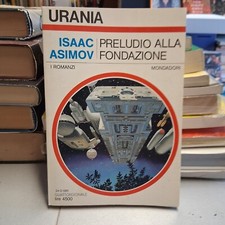 URANIA
ISAAC
ASIMOV
PRELUDIO ALLA
FONDAZIONE
I ROMANZI
MONDADORI